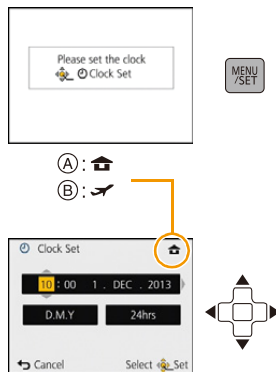 Please set the clock
Clock Set
MENU
/SET
Ⓐ:
Ⓑ:
Clock Set
10 : 00 1 . DEC . 2013
D.M.Y 24hrs
Cancel Select Set